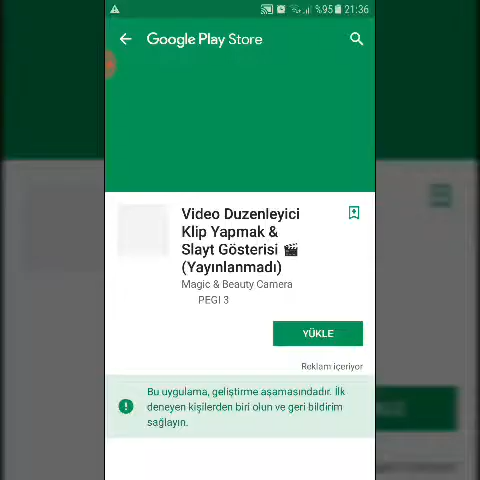 %95 21:36
Google Play Store
Video Duzenleyici
Klip Yapmak &
Slayt Gösterisi 🎬
(Yayınlanmadı)
Magic & Beauty Camera
PEGI 3
YÜKLE
Reklam içeriyor
Bu uygulama, geliştirme aşamasındadır. İlk
deneyen kişilerden biri olun ve geri bildirim
sağlayın.